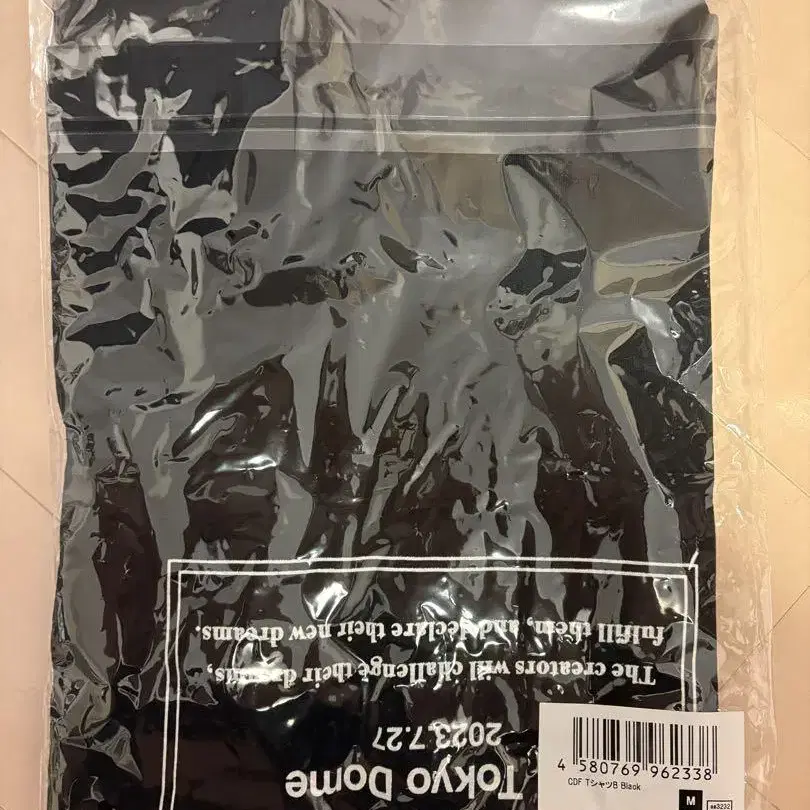 Tokyo Dome
2023.7.27
The creators will challenge their dreams,
fulfill them, and declare their new dreams.
4 580769 962338
CDF TシャツB Black
M